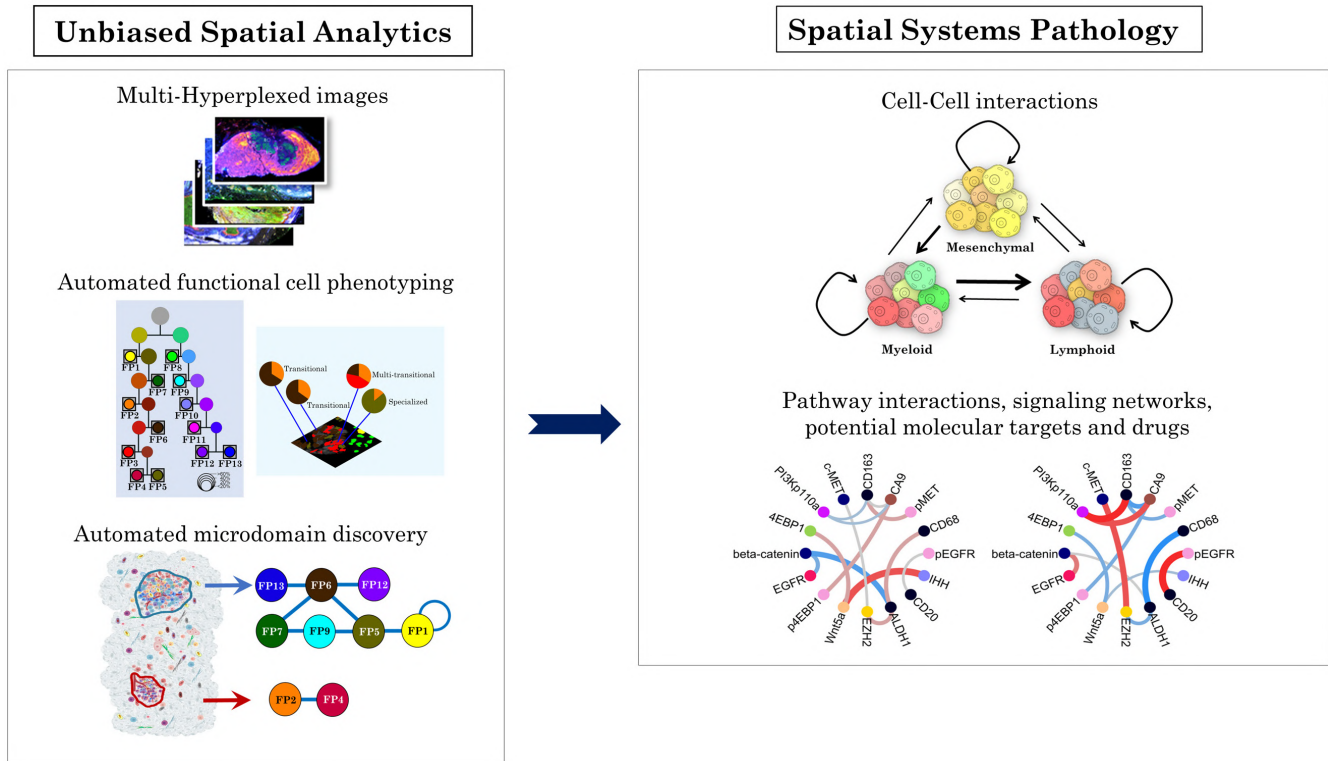 Unbiased Spatial Analytics
Multi-Hyperplexed images
Automated functional cell phenotyping
FP1
FP8
FP7
FP9
FP2
FP10
FP6
FP11
FP3
FP12
FP13
FP4
FP5
Transitional
Multi-transitional
Transitional
Specialized
Automated microdomain discovery
FP13
FP6
FP12
FP7
FP9
FP5
FP1
FP2
FP4
Spatial Systems Pathology
Cell-Cell interactions
Mesenchymal
Myeloid
Lymphoid
Pathway interactions, signaling networks,
potential molecular targets and drugs
CD163
c-MET
CA9
PI3Kp110a
pMET
4EBP1
CD68
beta-catenin
pEGFR
EGFR
IHH
p4EBP1
CD20
Wnt5a
EZH2
ALDH1
CD163
c-MET
CA9
PI3Kp110a
pMET
4EBP1
CD68
beta-catenin
pEGFR
EGFR
IHH
p4EBP1
CD20
Wnt5a
EZH2
ALDH1